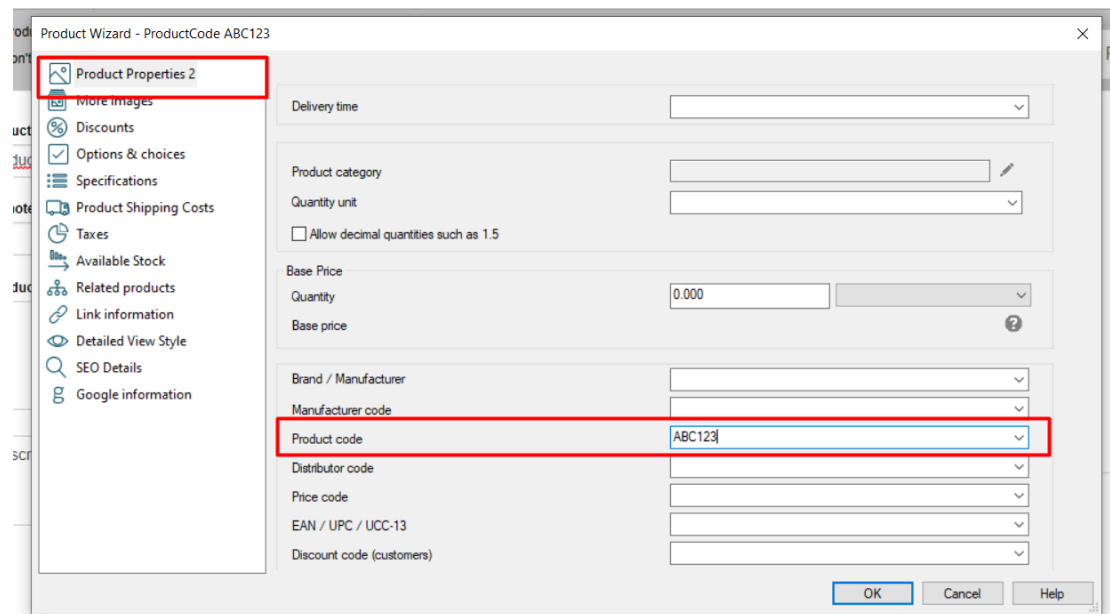 Product Wizard - ProductCode ABC123
Product Properties 2
More Images
Discounts
Options & choices
Specifications
Product Shipping Costs
Taxes
Available Stock
Related products
Link information
Detailed View Style
SEO Details
Google information
Delivery time
Product category
Quantity unit
Allow decimal quantities such as 1.5
Base Price
Quantity 0.000
Base price
Brand / Manufacturer
Manufacturer code
Product code ABC123
Distributor code
Price code
EAN / UPC / UCC-13
Discount code (customers)
OK Cancel Help